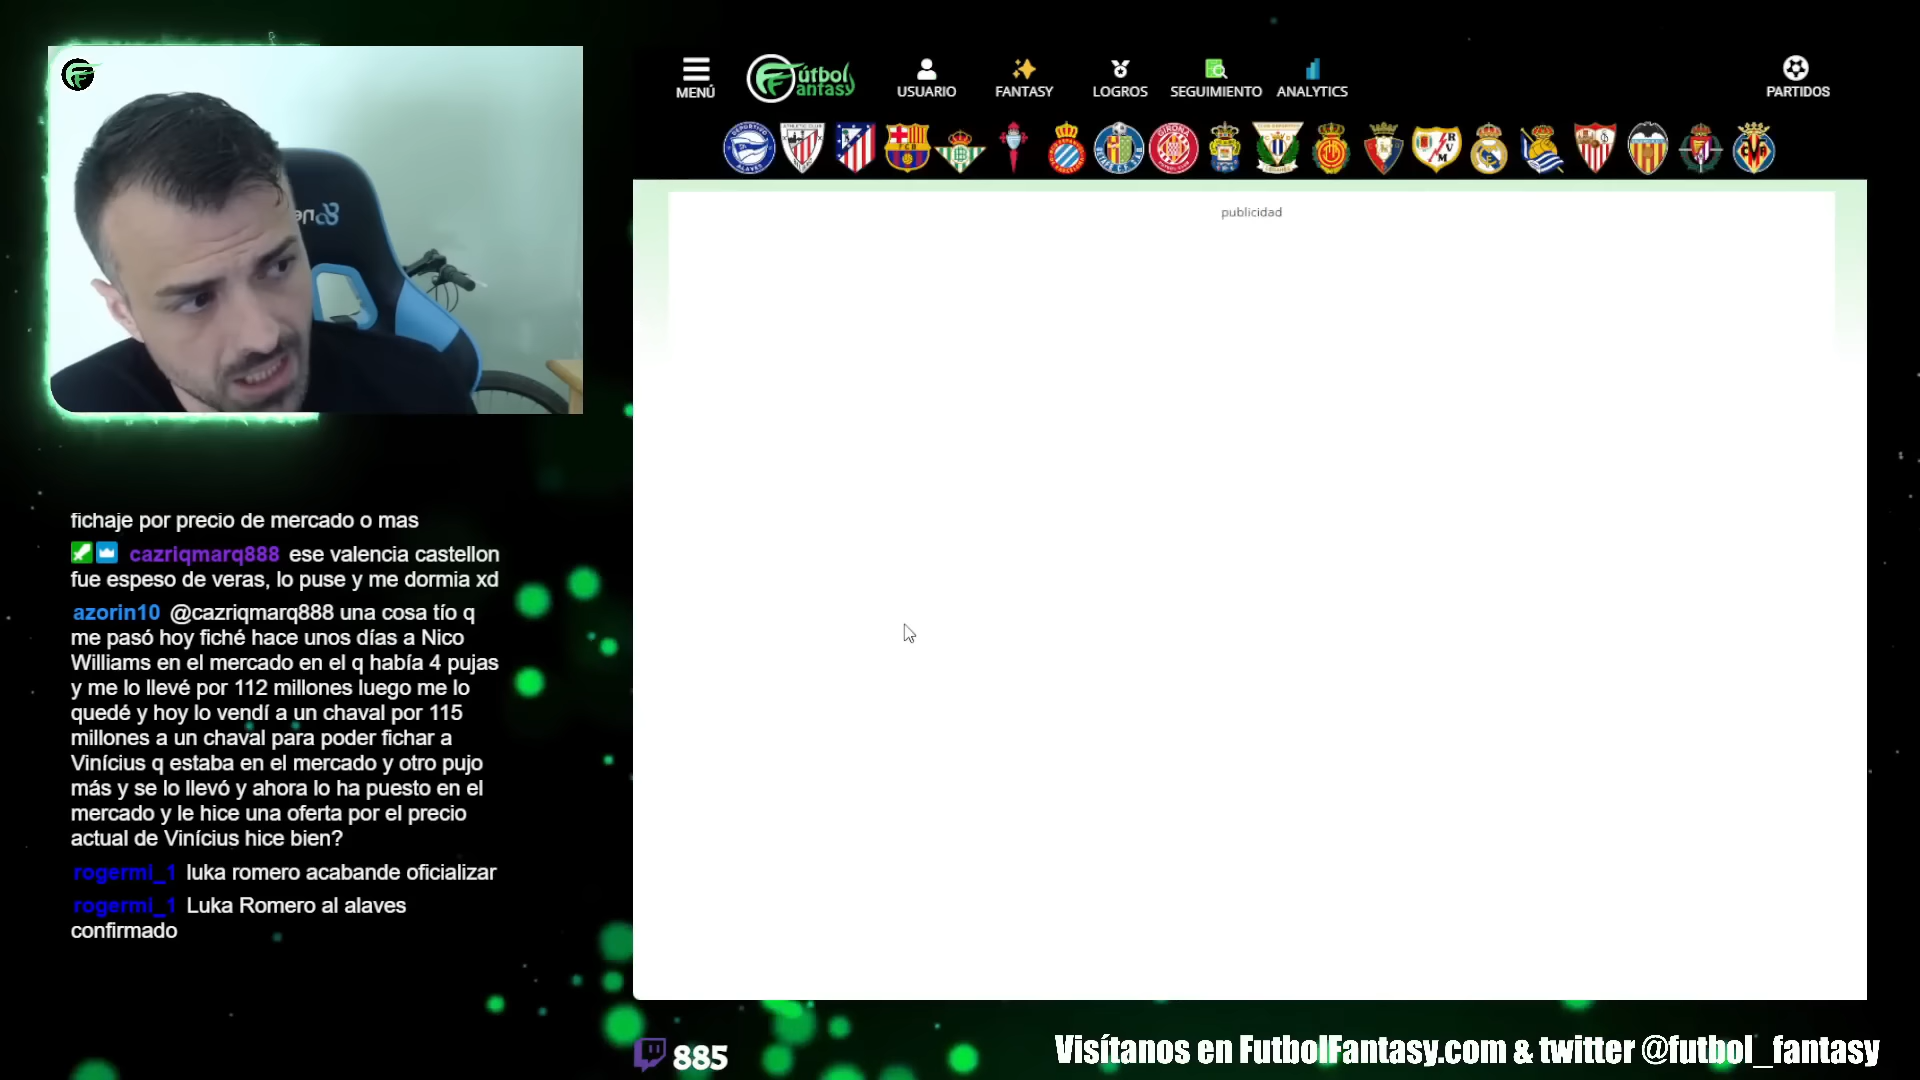 MENÚ
Fútbol
Fantasy
USUARIO
FANTASY
LOGROS
SEGUIMIENTO
ANALYTICS
PARTIDOS
publicidad
fichaje por precio de mercado o mas
cazriqmarq888 ese valencia castellon
fue espeso de veras, lo puse y me dormia xd
azorin10 @cazriqmarq888 una cosa tío q
me pasó hoy fiché hace unos días a Nico
Williams en el mercado en el q había 4 pujas
y me lo llevé por 112 millones luego me lo
quedé y hoy lo vendí a un chaval por 115
millones a un chaval para poder fichar a
Vinícius q estaba en el mercado y otro pujo
más y se lo llevó y ahora lo ha puesto en el
mercado y le hice una oferta por el precio
actual de Vinícius hice bien?
rogermi_1 luka romero acabande oficializar
rogermi_1 Luka Romero al alaves
confirmado
885
Visítanos en FutbolFantasy.com & twitter @futbol_fantasy